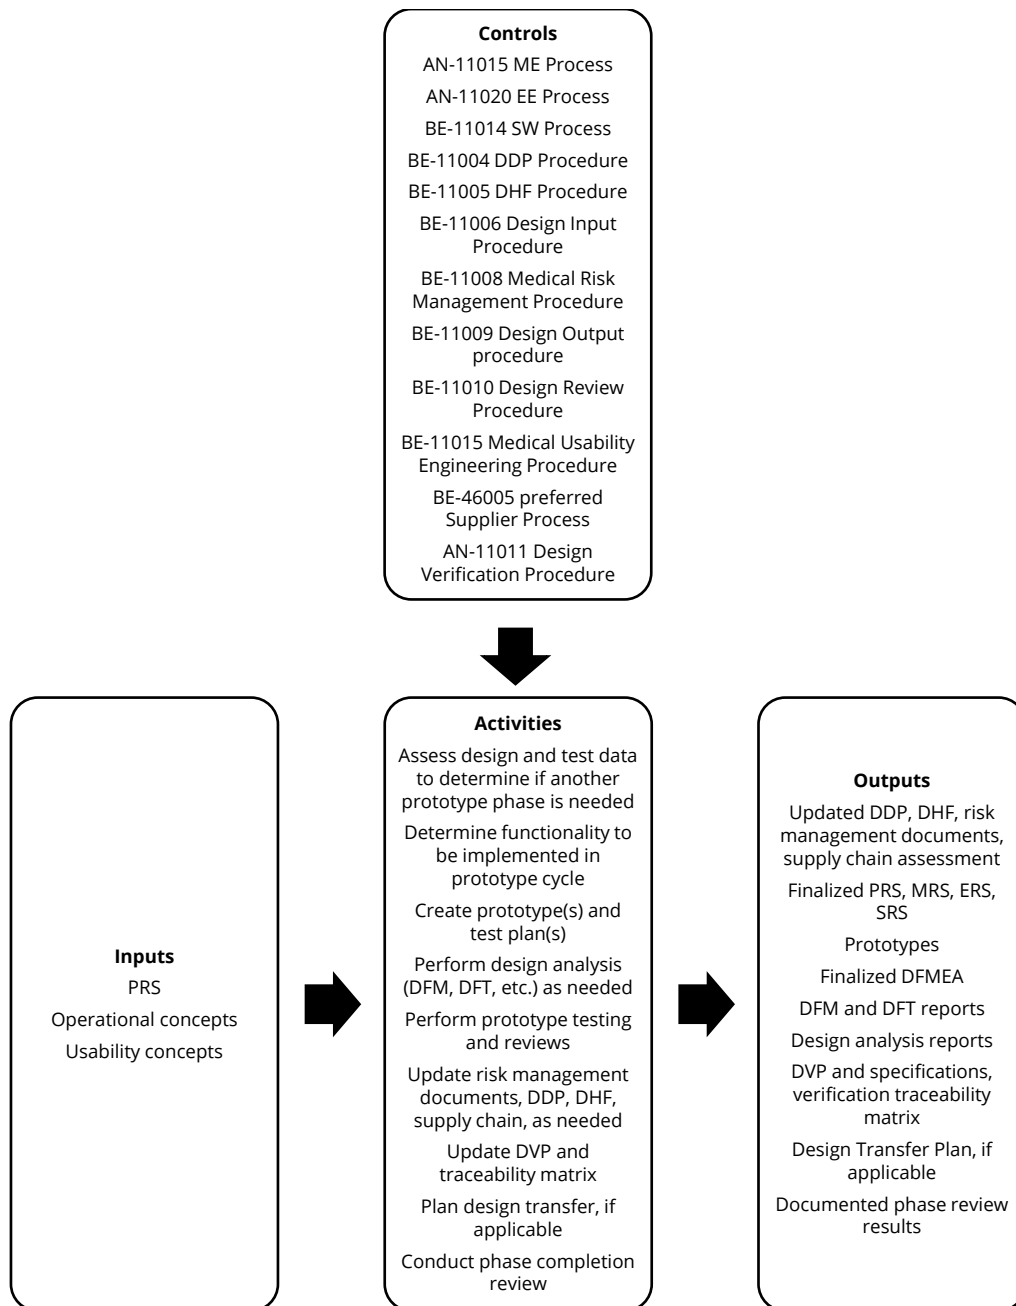 Controls
AN-11015 ME Process
AN-11020 EE Process
BE-11014 SW Process
BE-11004 DDP Procedure
BE-11005 DHF Procedure
BE-11006 Design Input
Procedure
BE-11008 Medical Risk
Management Procedure
BE-11009 Design Output
procedure
BE-11010 Design Review
Procedure
BE-11015 Medical Usability
Engineering Procedure
BE-46005 preferred
Supplier Process
AN-11011 Design
Verification Procedure
Inputs
PRS
Operational concepts
Usability concepts
Activities
Assess design and test data
to determine if another
prototype phase is needed
Determine functionality to
be implemented in
prototype cycle
Create prototype(s) and
test plan(s)
Perform design analysis
(DFM, DFT, etc.) as needed
Perform prototype testing
and reviews
Update risk management
documents, DDP, DHF,
supply chain, as needed
Update DVP and
traceability matrix
Plan design transfer, if
applicable
Conduct phase completion
review
Outputs
Updated DDP, DHF, risk
management documents,
supply chain assessment
Finalized PRS, MRS, ERS,
SRS
Prototypes
Finalized DFMEA
DFM and DFT reports
Design analysis reports
DVP and specifications,
verification traceability
matrix
Design Transfer Plan, if
applicable
Documented phase review
results